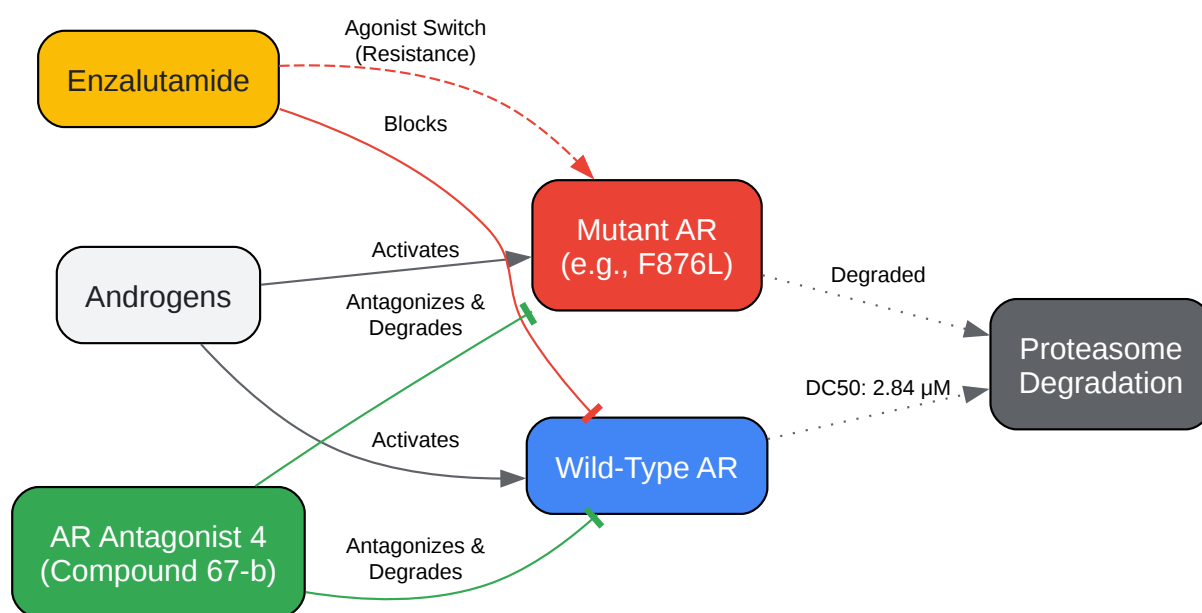 Agonist Switch
(Resistance)
Enzalutamide
Blocks
Mutant AR
(e.g., F876L)
Activates
Degraded
Androgens
Antagonizes &
Degrades
Proteasome
Degradation
DC50: 2.84 μM
Activates
Wild-Type AR
AR Antagonist 4
(Compound 67-b)
Antagonizes &
Degrades